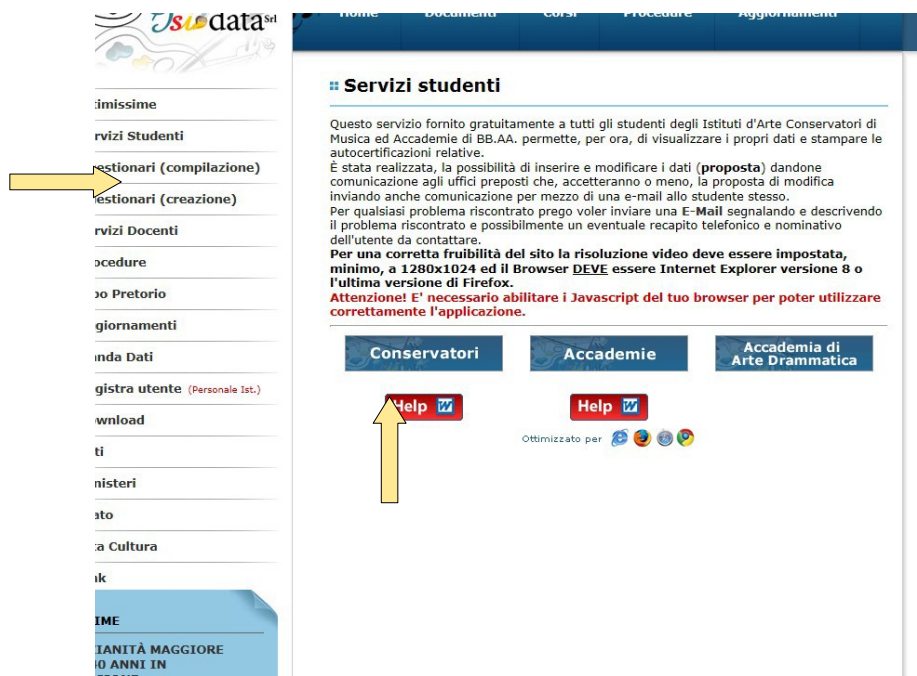 Isidata Srl
Home Documenti Corsi Procedure Aggiornamenti
timissime
rvizi Studenti
estionari (compilazione)
estionari (creazione)
rvizi Docenti
ocedure
bo Pretorio
ggiornamenti
anda Dati
gistra utente (Personale Ist.)
ownload
ti
nisteri
ato
ta Cultura
nk
IME
IANITÀ MAGGIORE
40 ANNI IN
Servizi studenti
Questo servizio fornito gratuitamente a tutti gli studenti degli Istituti d'Arte Conservatori di
Musica ed Accademie di BB.AA. permette, per ora, di visualizzare i propri dati e stampare le
autocertificazioni relative.
È stata realizzata, la possibilità di inserire e modificare i dati (proposta) dandone
comunicazione agli uffici preposti che, accetteranno o meno, la proposta di modifica
inviando anche comunicazione per mezzo di una e-mail allo studente stesso.
Per qualsiasi problema riscontrato prego voler inviare una E-Mail segnalando e descrivendo
il problema riscontrato e possibilmente un eventuale recapito telefonico e nominativo
dell'utente da contattare.
Per una corretta fruibilità del sito la risoluzione video deve essere impostata,
minimo, a 1280x1024 ed il Browser DEVE essere Internet Explorer versione 8 o
l'ultima versione di Firefox.
Attenzione! E' necessario abilitare i Javascript del tuo browser per poter utilizzare
correttamente l'applicazione.
Conservatori
Accademie
Accademia di
Arte Drammatica
Help
Help
Ottimizzato per